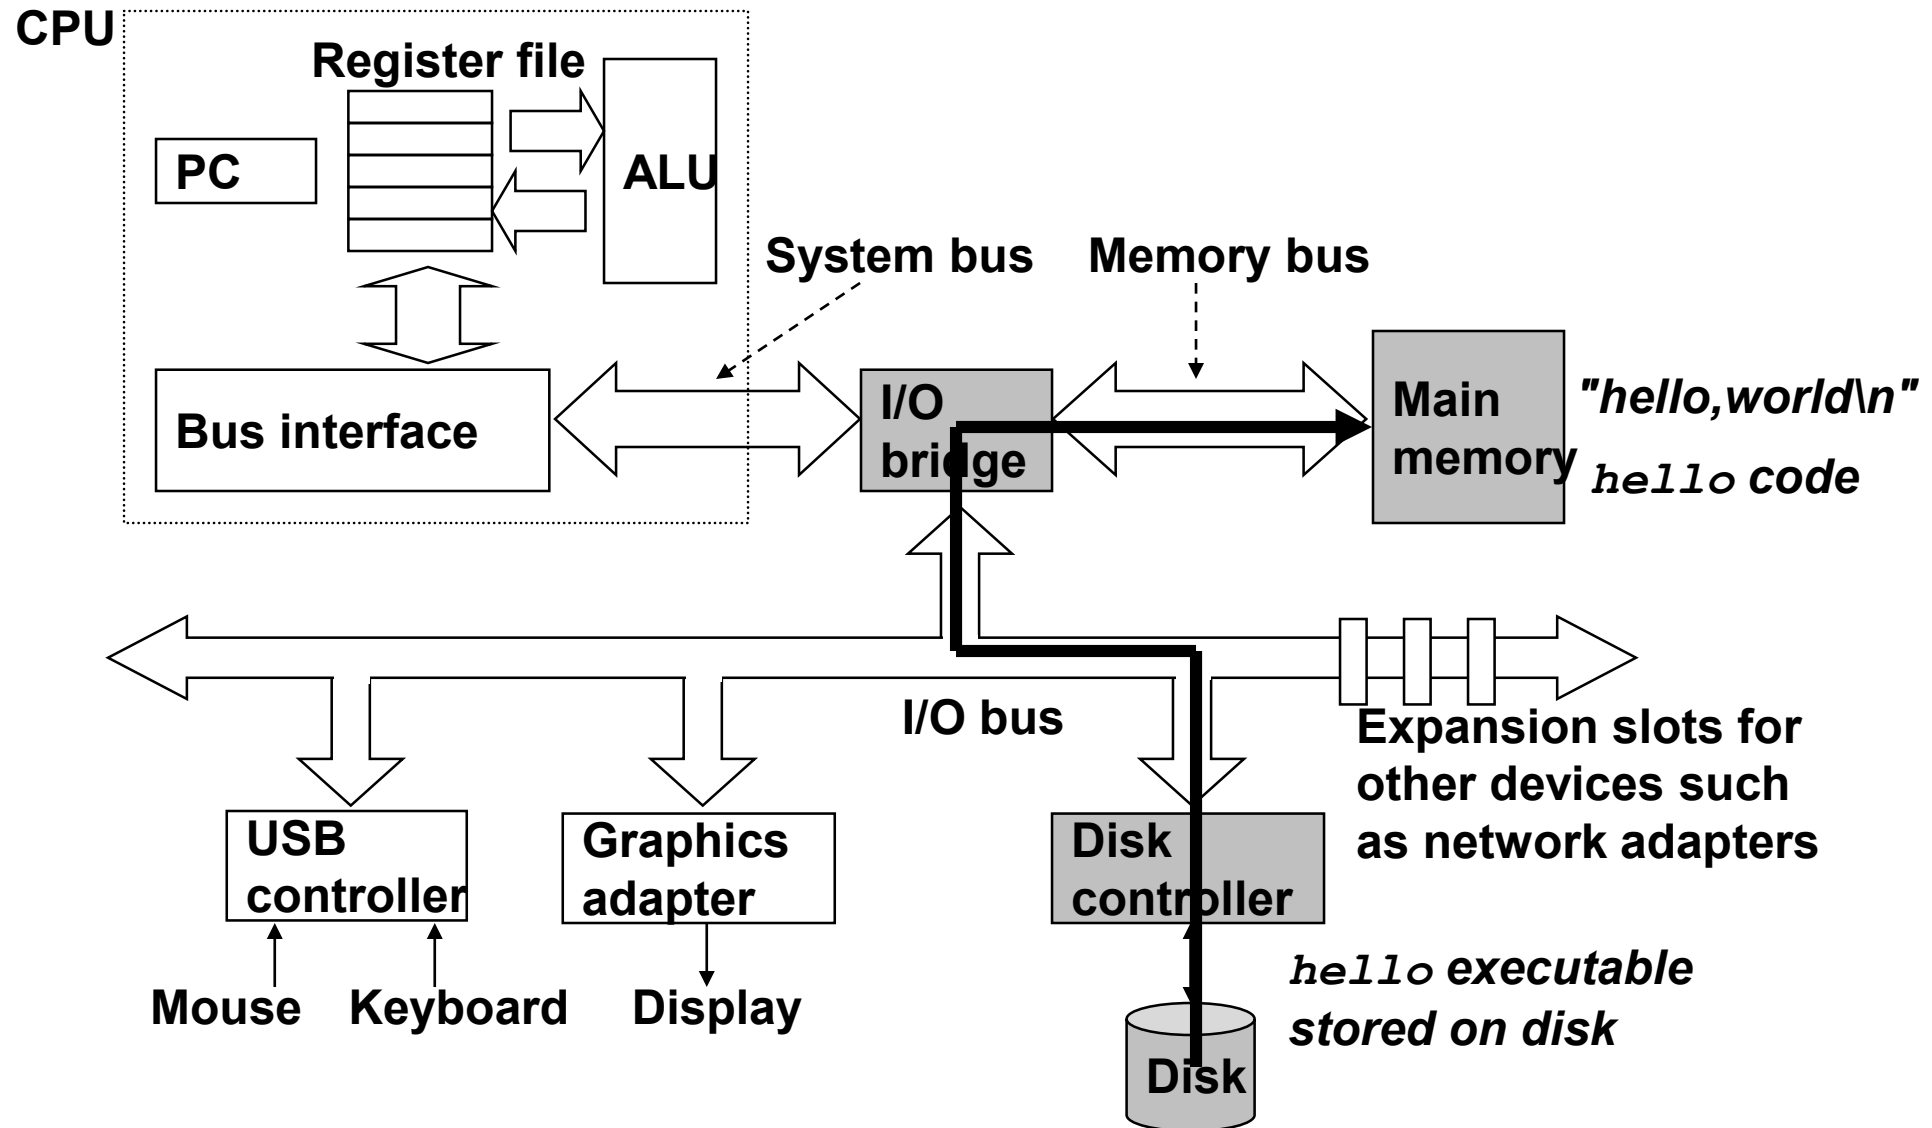 CPU
Register file
PC
ALU
System bus
Memory bus
Bus interface
I/O
bridge
Main
memory
"hello,world\n"
hello code
I/O bus
Expansion slots for
other devices such
as network adapters
USB
controller
Graphics
adapter
Disk
controller
Mouse
Keyboard
Display
hello executable
stored on disk
Disk